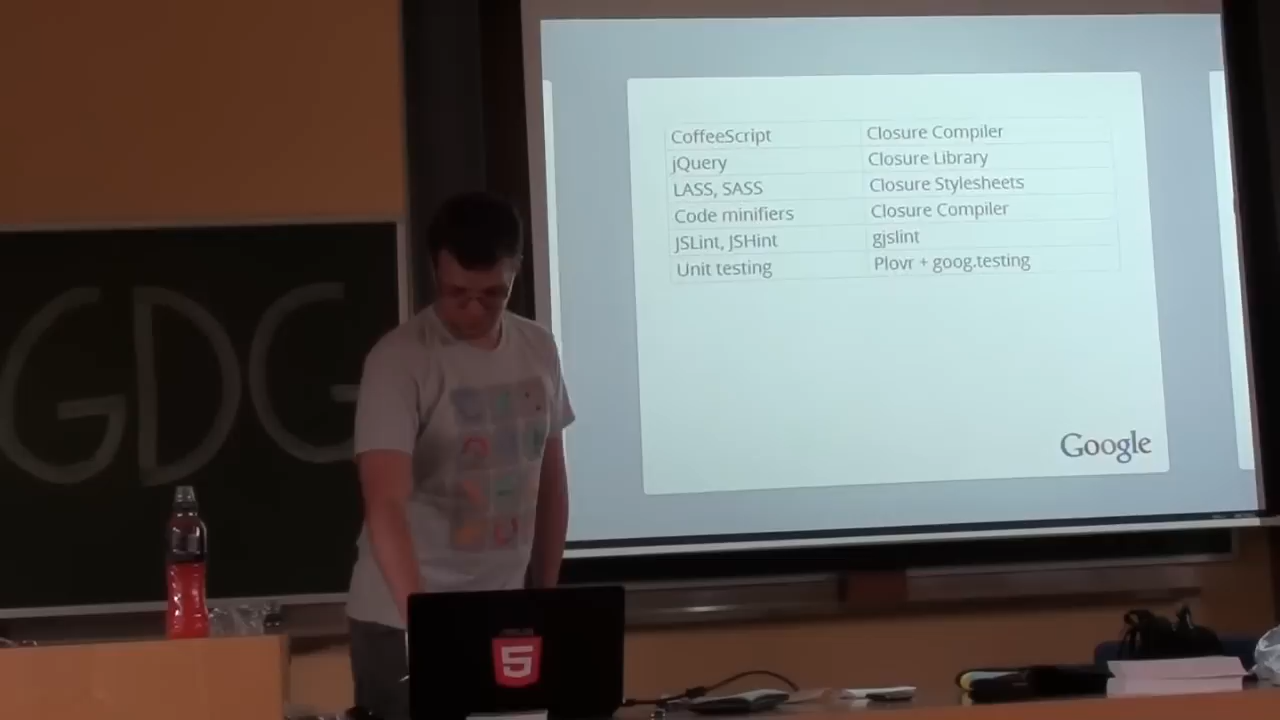 CoffeeScript Closure Compiler
jQuery Closure Library
LASS, SASS Closure Stylesheets
Code minifiers Closure Compiler
JSLint, JSHint gjslint
Unit testing Plovr + goog.testing
Google
GDG
5